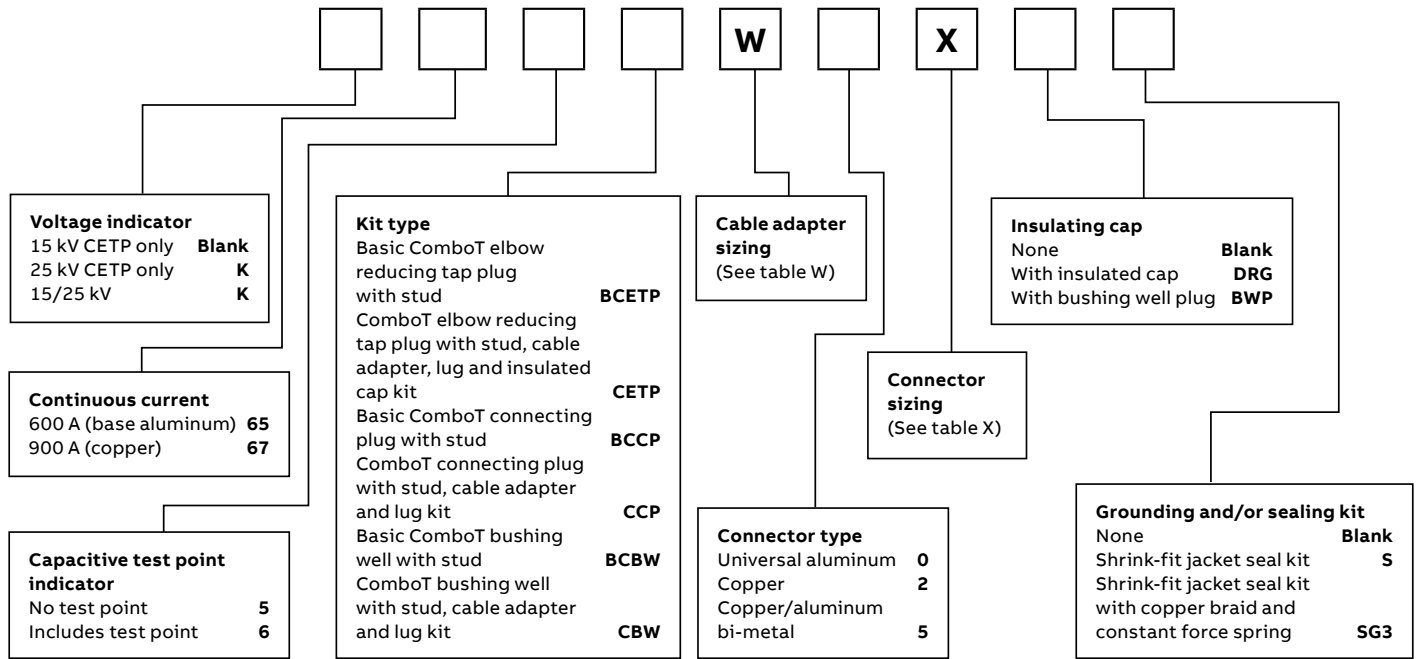 W
X
Voltage indicator
15 kV CETP only Blank
25 kV CETP only K
15/25 kV K
Continuous current
600 A (base aluminum) 65
900 A (copper) 67
Capacitive test point
indicator
No test point 5
Includes test point 6
Kit type
Basic ComboT elbow
reducing tap plug
with stud BCETP
ComboT elbow reducing
tap plug with stud, cable
adapter, lug and insulated
cap kit CETP
Basic ComboT connecting
plug with stud BCCP
ComboT connecting plug
with stud, cable adapter
and lug kit CCP
Basic ComboT bushing
well with stud BCBW
ComboT bushing well
with stud, cable adapter
and lug kit CBW
Cable adapter
sizing
(See table W)
Connector type
Universal aluminum 0
Copper 2
Copper/aluminum
bi-metal 5
Connector
sizing
(See table X)
Insulating cap
None Blank
With insulated cap DRG
With bushing well plug BWP
Grounding and/or sealing kit
None Blank
Shrink-fit jacket seal kit S
Shrink-fit jacket seal kit
with copper braid and
constant force spring SG3